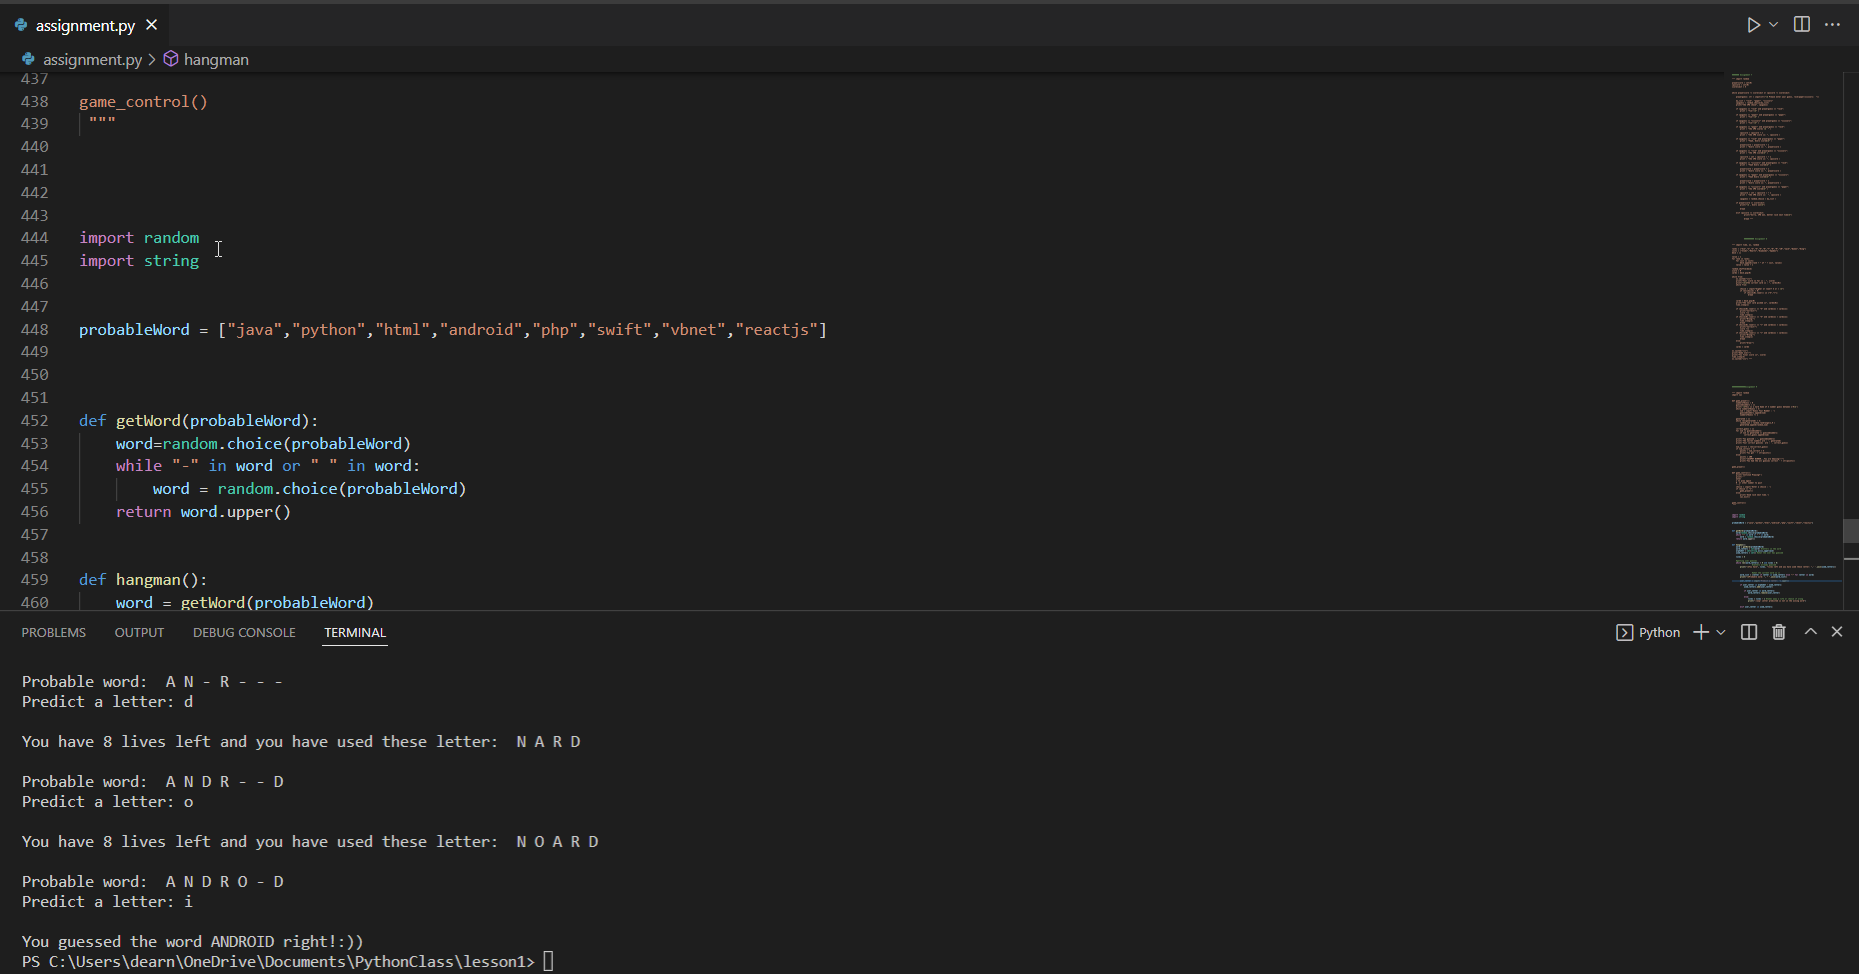 assignment.py
assignment.py > hangman
437
438 game_control()
439 """
440
441
442
443
444 import random
445 import string
446
447
448 probableWord = ["java","python","html","android","php","swift","vbnet","reactjs"]
449
450
451
452 def getWord(probableWord):
453     word=random.choice(probableWord)
454     while "-" in word or " " in word:
455         word = random.choice(probableWord)
456     return word.upper()
457
458
459 def hangman():
460     word = getWord(probableWord)
PROBLEMS OUTPUT DEBUG CONSOLE TERMINAL Python
Probable word:  A N - R - - -
Predict a letter: d
You have 8 lives left and you have used these letter:  N A R D
Probable word:  A N D R - - D
Predict a letter: o
You have 8 lives left and you have used these letter:  N O A R D
Probable word:  A N D R O - D
Predict a letter: i
You guessed the word ANDROID right!:))
PS C:\Users\dearn\OneDrive\Documents\PythonClass\lesson1>